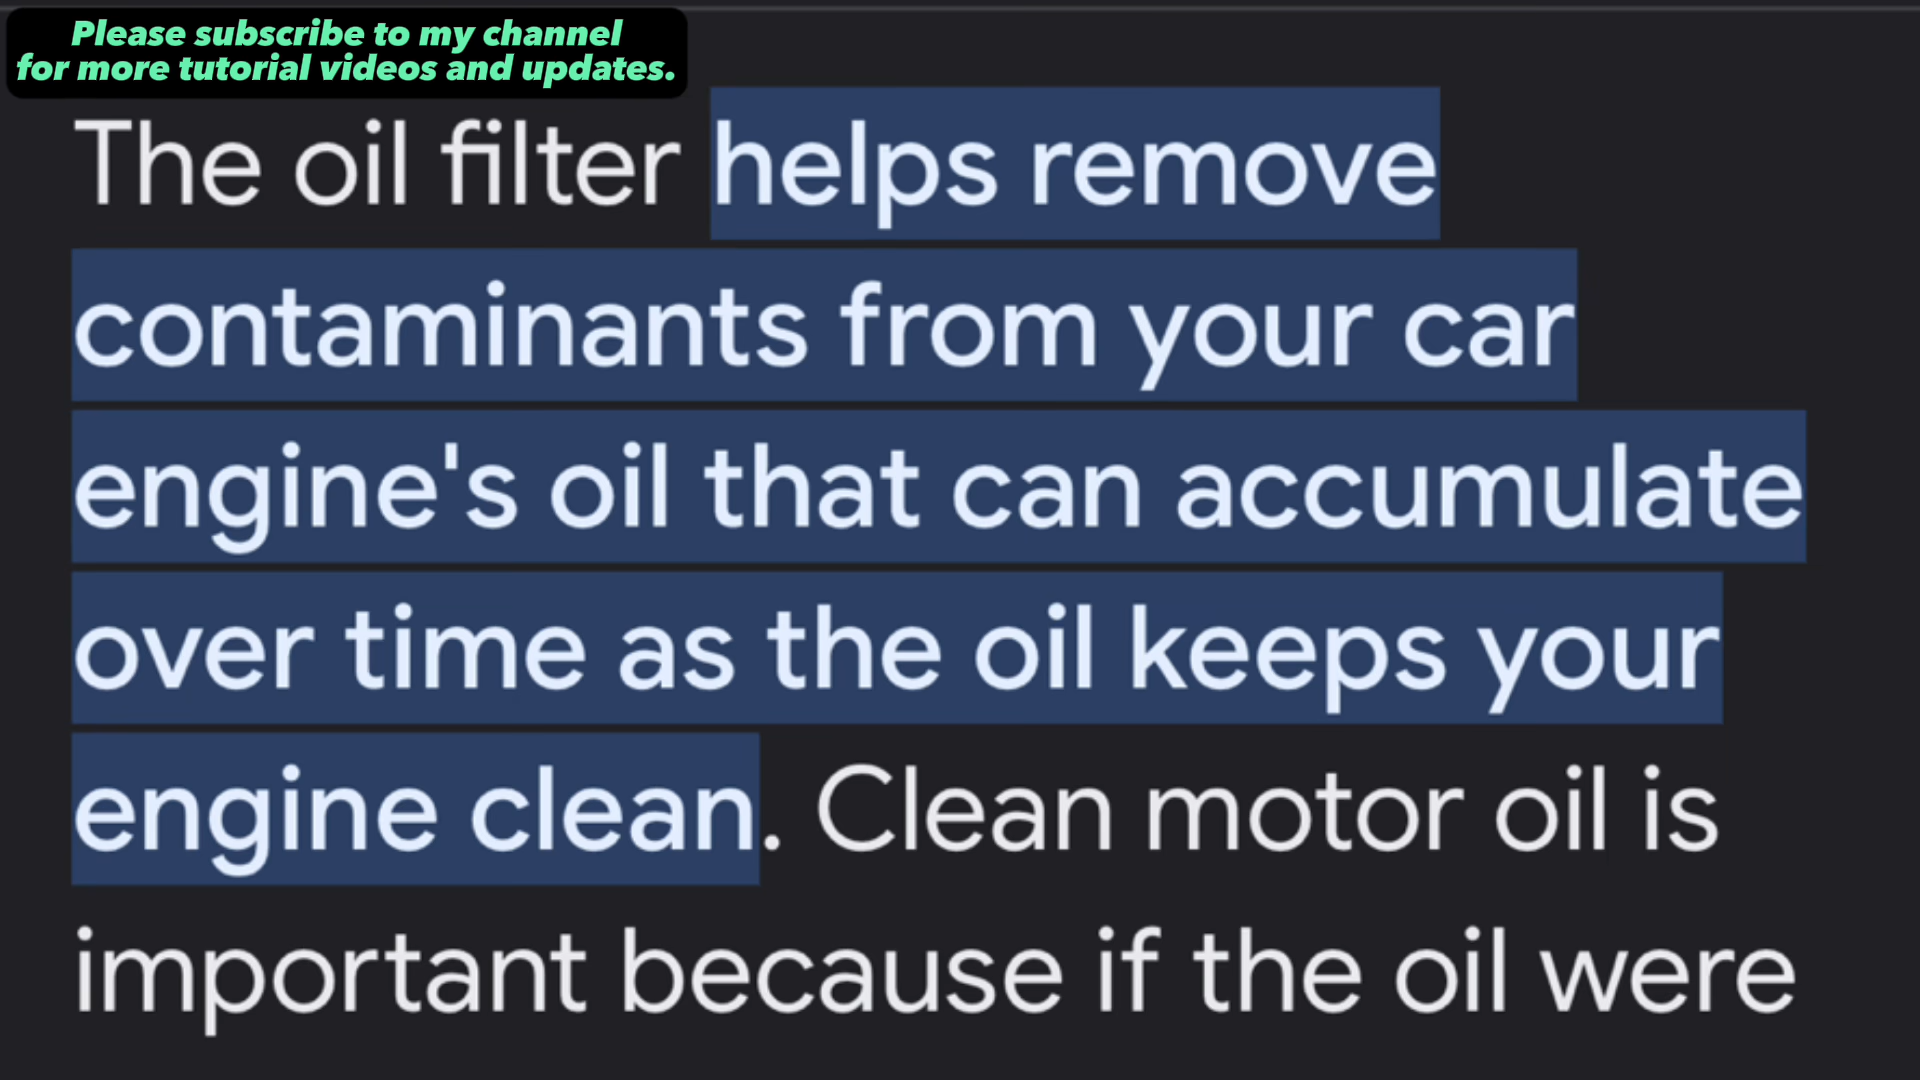 Please subscribe to my channel
for more tutorial videos and updates.
The oil filter helps remove
contaminants from your car
engine's oil that can accumulate
over time as the oil keeps your
engine clean. Clean motor oil is
important because if the oil were